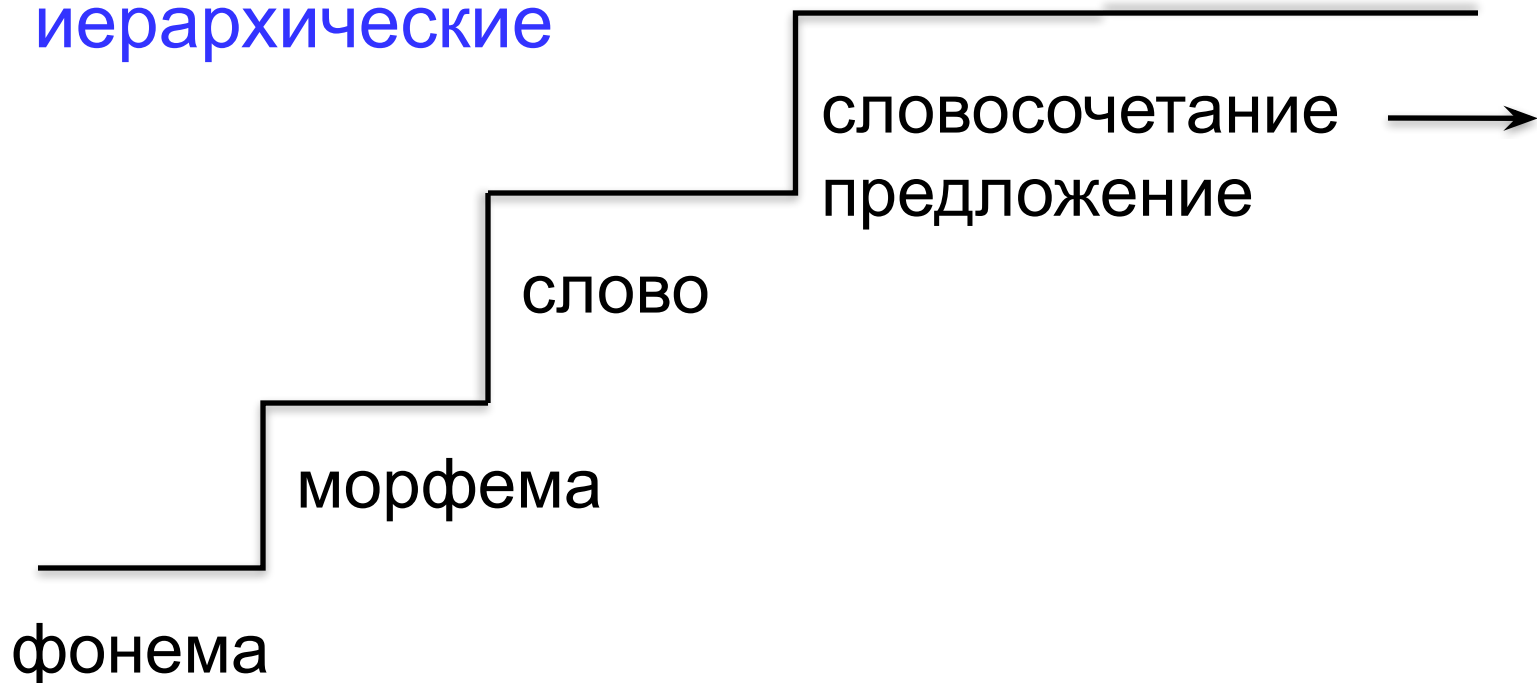 иерархические
словосочетание
предложение
слово
морфема
фонема